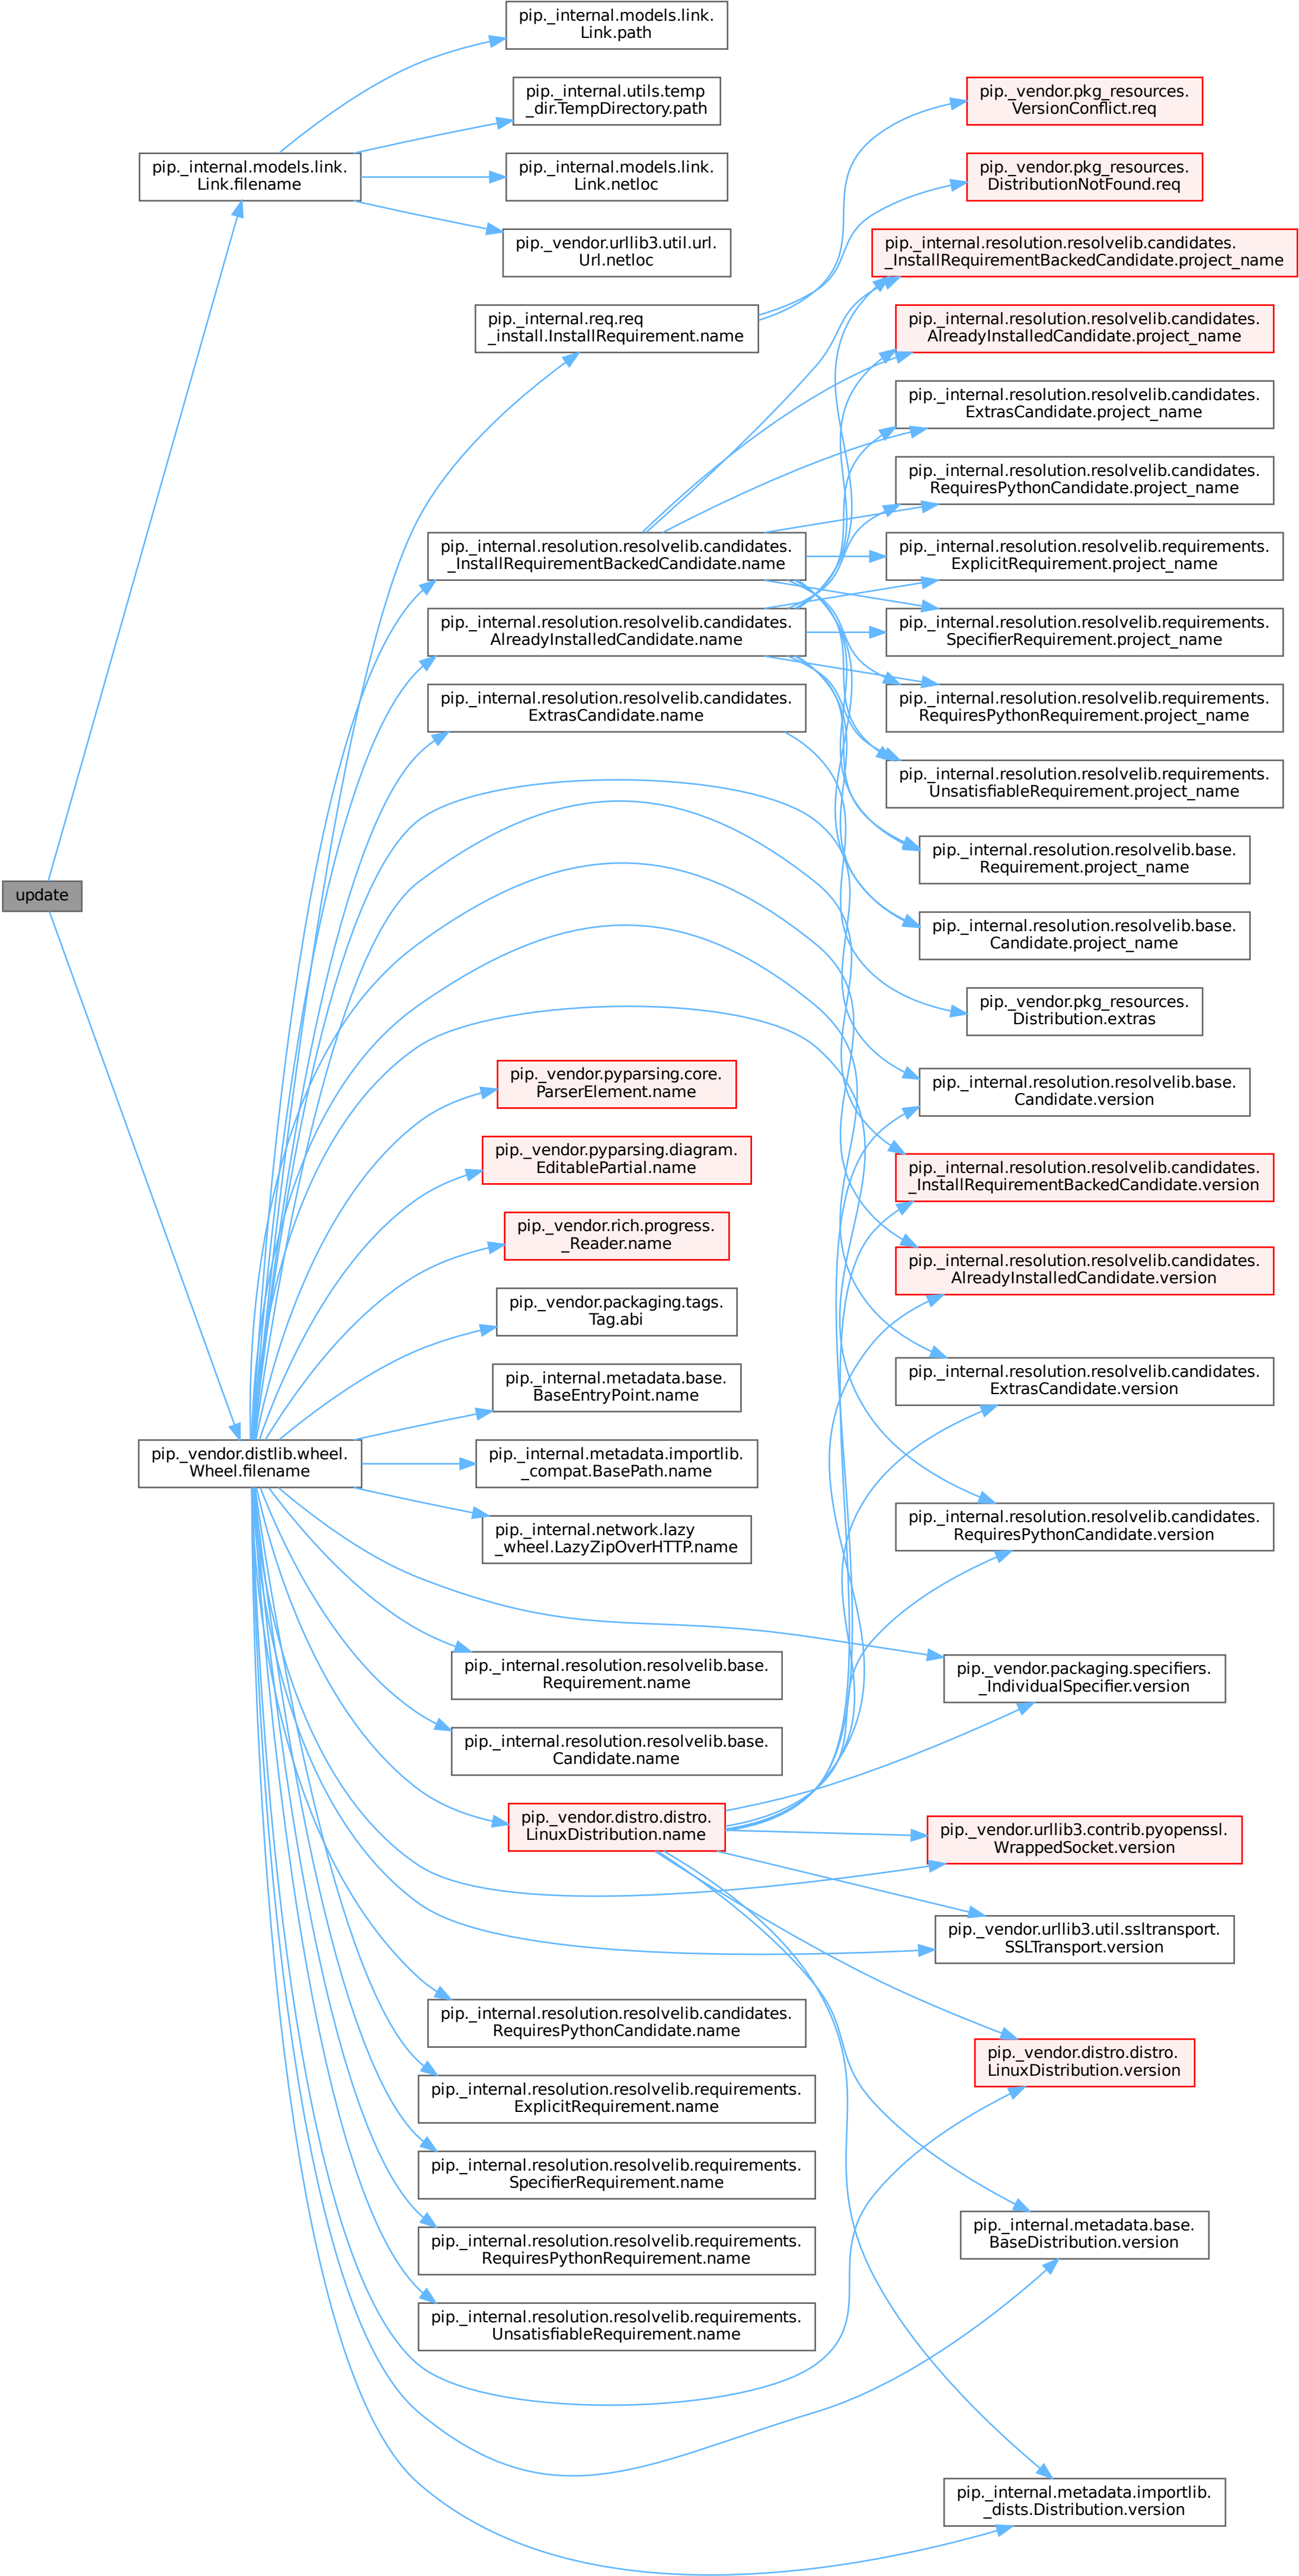 update
pip._internal.models.link.
Link.filename
pip._vendor.distlib.wheel.
Wheel.filename
pip._internal.models.link.
Link.path
pip._internal.utils.temp
_dir.TempDirectory.path
pip._internal.models.link.
Link.netloc
pip._vendor.urllib3.util.url.
Url.netloc
pip._internal.req.req
_install.InstallRequirement.name
pip._internal.resolution.resolvelib.candidates.
_InstallRequirementBackedCandidate.name
pip._internal.resolution.resolvelib.candidates.
AlreadyInstalledCandidate.name
pip._internal.resolution.resolvelib.candidates.
ExtrasCandidate.name
pip._vendor.pyparsing.core.
ParserElement.name
pip._vendor.pyparsing.diagram.
EditablePartial.name
pip._vendor.rich.progress.
_Reader.name
pip._vendor.packaging.tags.
Tag.abi
pip._internal.metadata.base.
BaseEntryPoint.name
pip._internal.metadata.importlib.
_compat.BasePath.name
pip._internal.network.lazy
_wheel.LazyZipOverHTTP.name
pip._internal.resolution.resolvelib.base.
Requirement.name
pip._internal.resolution.resolvelib.base.
Candidate.name
pip._vendor.distro.distro.
LinuxDistribution.name
pip._internal.resolution.resolvelib.candidates.
RequiresPythonCandidate.name
pip._internal.resolution.resolvelib.requirements.
ExplicitRequirement.name
pip._internal.resolution.resolvelib.requirements.
SpecifierRequirement.name
pip._internal.resolution.resolvelib.requirements.
RequiresPythonRequirement.name
pip._internal.resolution.resolvelib.requirements.
UnsatisfiableRequirement.name
pip._vendor.pkg_resources.
VersionConflict.req
pip._vendor.pkg_resources.
DistributionNotFound.req
pip._internal.resolution.resolvelib.candidates.
_InstallRequirementBackedCandidate.project_name
pip._internal.resolution.resolvelib.candidates.
AlreadyInstalledCandidate.project_name
pip._internal.resolution.resolvelib.candidates.
ExtrasCandidate.project_name
pip._internal.resolution.resolvelib.candidates.
RequiresPythonCandidate.project_name
pip._internal.resolution.resolvelib.requirements.
ExplicitRequirement.project_name
pip._internal.resolution.resolvelib.requirements.
SpecifierRequirement.project_name
pip._internal.resolution.resolvelib.requirements.
RequiresPythonRequirement.project_name
pip._internal.resolution.resolvelib.requirements.
UnsatisfiableRequirement.project_name
pip._internal.resolution.resolvelib.base.
Requirement.project_name
pip._internal.resolution.resolvelib.base.
Candidate.project_name
pip._vendor.pkg_resources.
Distribution.extras
pip._internal.resolution.resolvelib.base.
Candidate.version
pip._internal.resolution.resolvelib.candidates.
_InstallRequirementBackedCandidate.version
pip._internal.resolution.resolvelib.candidates.
AlreadyInstalledCandidate.version
pip._internal.resolution.resolvelib.candidates.
ExtrasCandidate.version
pip._internal.resolution.resolvelib.candidates.
RequiresPythonCandidate.version
pip._vendor.packaging.specifiers.
_IndividualSpecifier.version
pip._vendor.urllib3.contrib.pyopenssl.
WrappedSocket.version
pip._vendor.urllib3.util.ssltransport.
SSLTransport.version
pip._vendor.distro.distro.
LinuxDistribution.version
pip._internal.metadata.base.
BaseDistribution.version
pip._internal.metadata.importlib.
_dists.Distribution.version